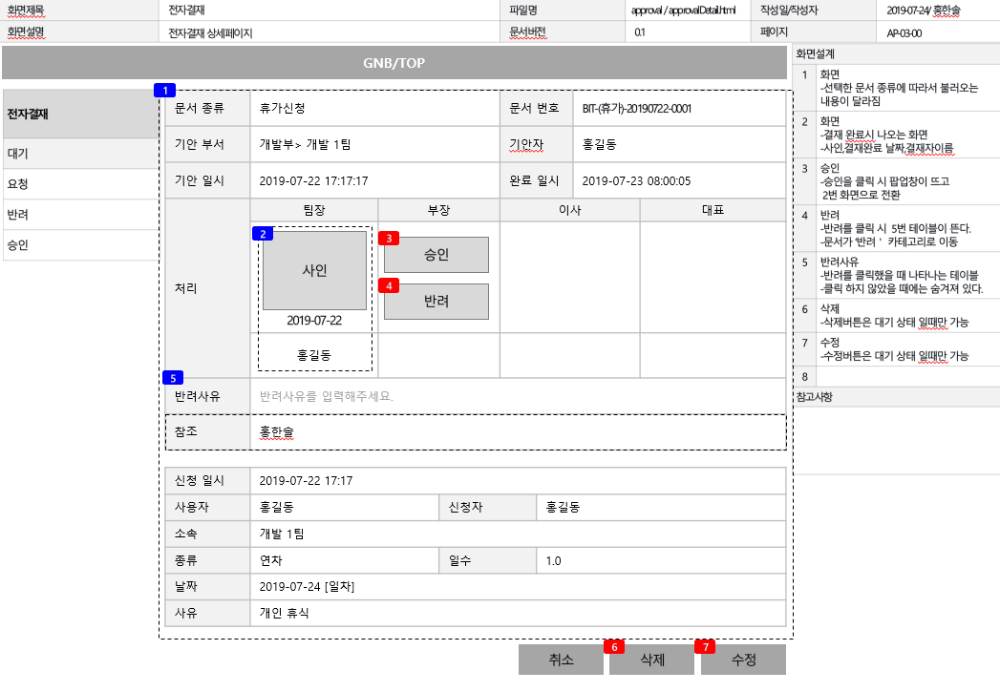 화면제목 전자결재 파일명 approval / approvalDetail.html 작성일/작성자 2019-07-24/ 홍한솔
화면설명 전자결재 상세페이지 문서버전 0.1 페이지 AP-03-00
GNB/TOP
전자결재
대기
요청
반려
승인
1
문서 종류 휴가신청 문서 번호 BIT-(휴가)-20190722-0001
기안 부서 개발부> 개발 1팀 기안자 홍길동
기안 일시 2019-07-22 17:17:17 완료 일시 2019-07-23 08:00:05
처리 팀장 부장 이사 대표
2 사인
2019-07-22
홍길동
3 승인
4 반려
5
반려사유 반려사유를 입력해주세요.
참조 홍한솔
신청 일시 2019-07-22 17:17
사용자 홍길동 신청자 홍길동
소속 개발 1팀
종류 연차 일수 1.0
날짜 2019-07-24 [일차]
사유 개인 휴식
취소 6 삭제 7 수정
화면설계
1 화면
-선택한 문서 종류에 따라서 불러오는
내용이 달라짐
2 화면
-결재 완료시 나오는 화면
-사인,결재완료 날짜,결재자이름
3 승인
-승인을 클릭 시 팝업창이 뜨고
2번 화면으로 전환
4 반려
-반려를 클릭 시 5번 테이블이 뜬다.
-문서가 '반려 ' 카테고리로 이동
5 반려사유
-반려를 클릭했을 때 나타나는 테이블
-클릭 하지 않았을 때에는 숨겨져 있다.
6 삭제
-삭제버튼은 대기 상태 일때만 가능
7 수정
-수정버튼은 대기 상태 일때만 가능
8
참고사항